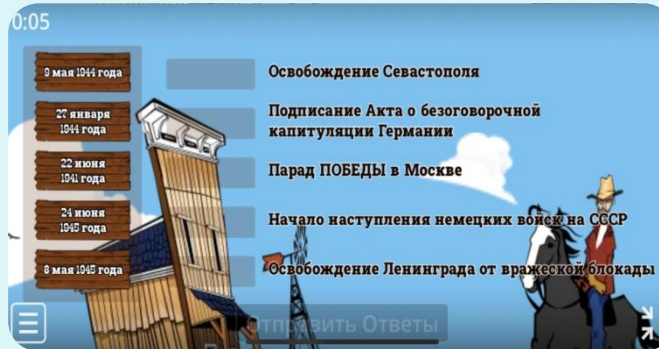 0:05
9 мая 1944 года
Освобождение Севастополя
27 января
1944 года
Подписание Акта о безоговорочной
капитуляции Германии
22 июня
1941 года
Парад ПОБЕДЫ в Москве
24 июня
1945 года
Начало наступления немецких войск на СССР
8 мая 1945 года
Освобождение Ленинграда от вражеской блокады
Отправить Ответы